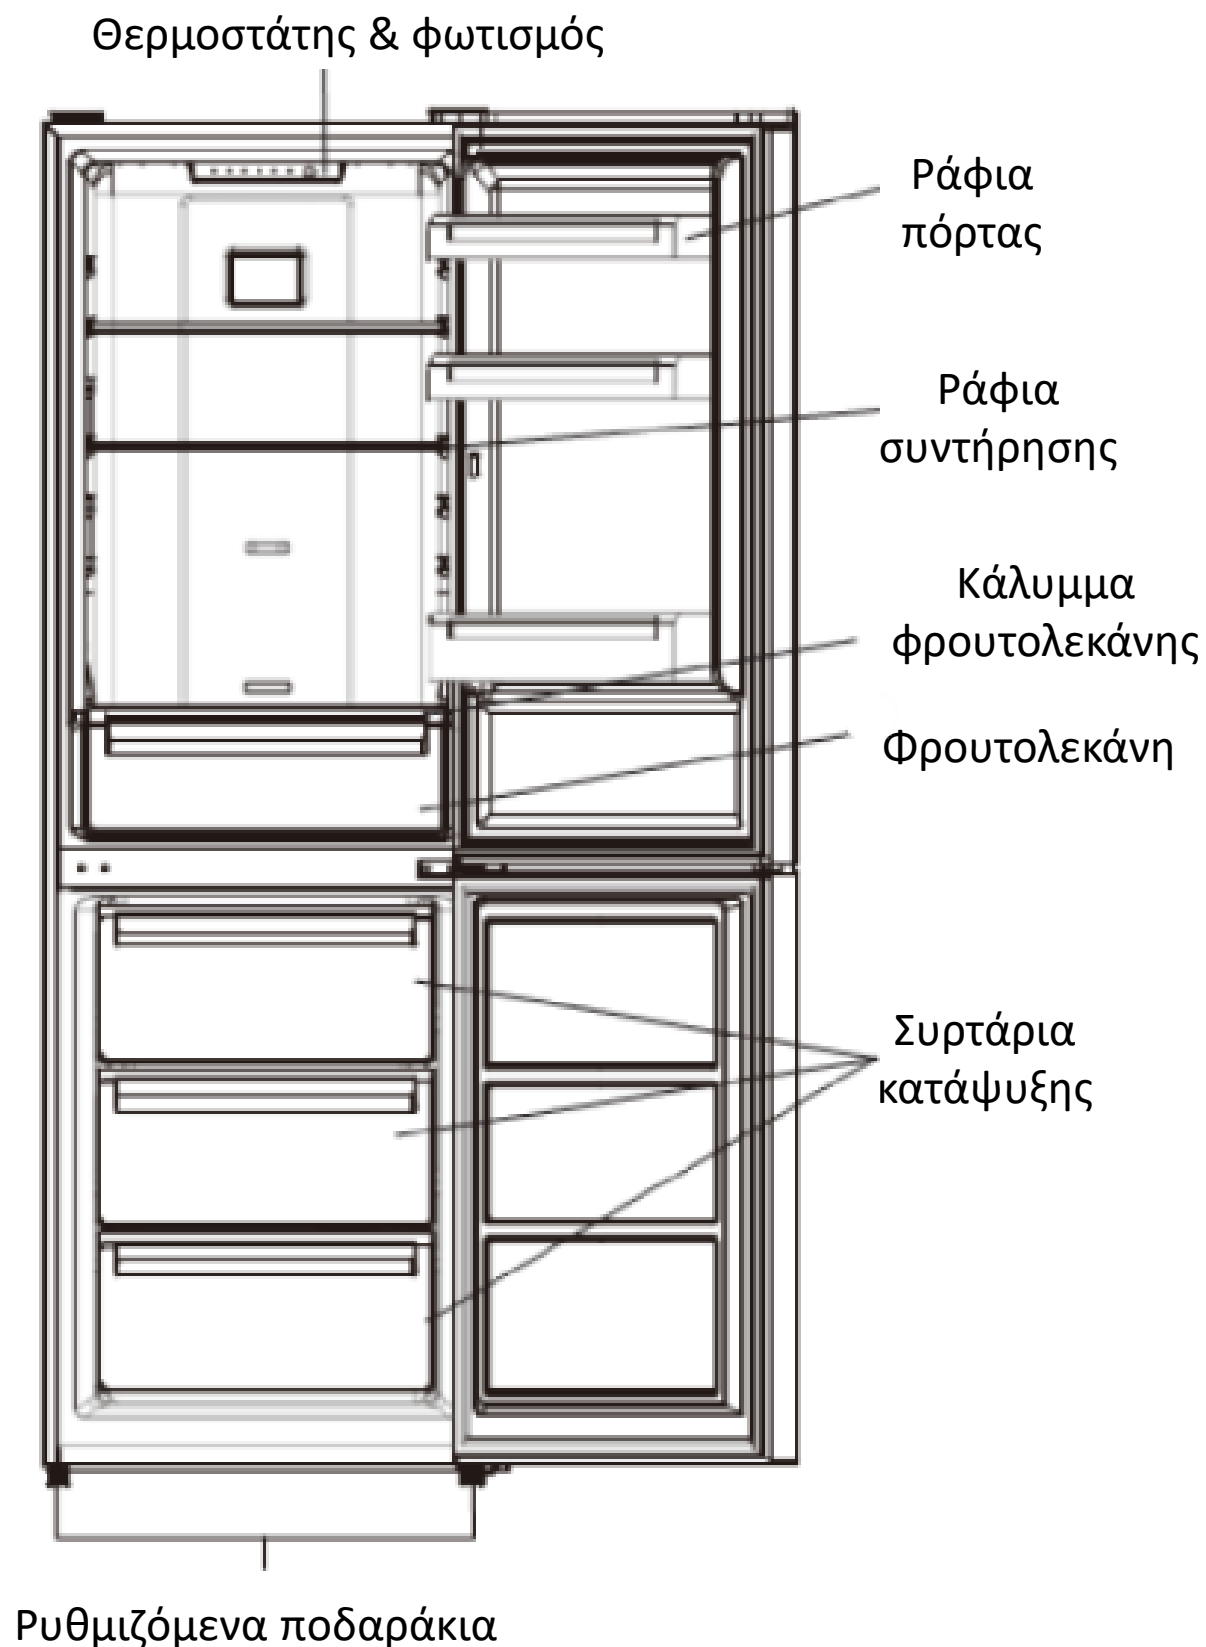 Θερμοστάτης & φωτισμός
Ράφια
πόρτας
Ράφια
συντήρησης
Κάλυμμα
φρουτολεκάνης
Φρουτολεκάνη
Συρτάρια
κατάψυξης
Ρυθμιζόμενα ποδαράκια